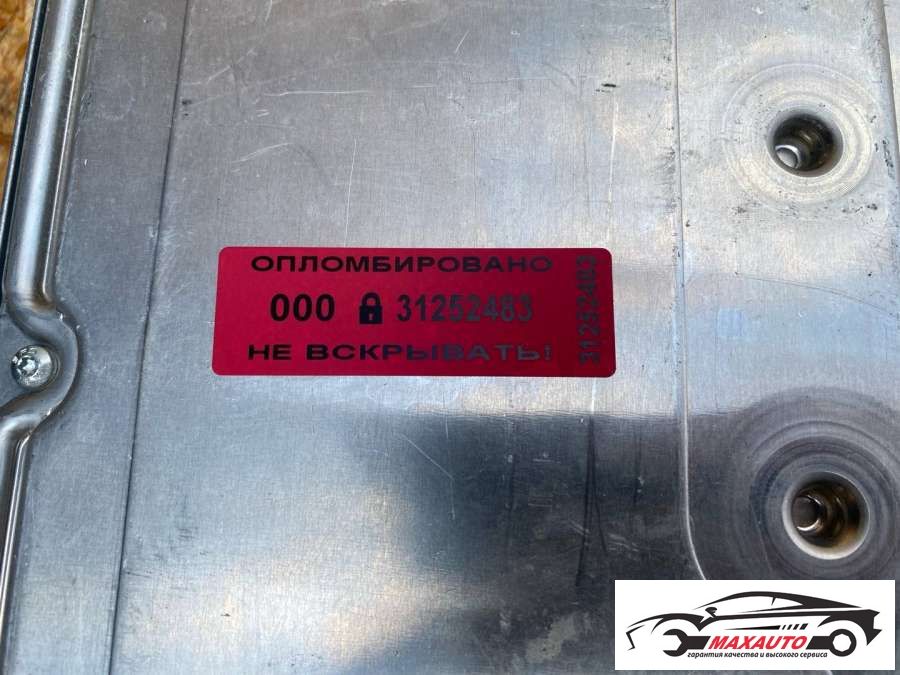 ОПЛОМБИРОВАНО
000 31252483
НЕ ВСКРЫВАТЬ!
31252483
MAXAUTO
гарантия качества и высокого сервиса